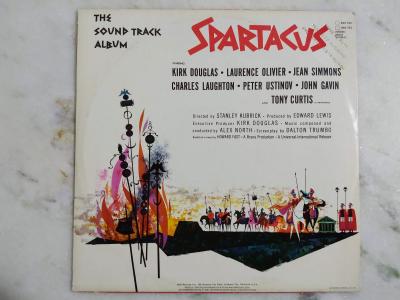 THE
SOUND TRACK
ALBUM
SPARTACUS
starring
KIRK DOUGLAS • LAURENCE OLIVIER • JEAN SIMMONS
CHARLES LAUGHTON • PETER USTINOV • JOHN GAVIN
and TONY CURTIS
Directed by STANLEY KUBRICK • Produced by EDWARD LEWIS
Executive Producer KIRK DOUGLAS • Music composed and
conducted by ALEX NORTH • Screenplay by DALTON TRUMBO
HOWARD FAST • A Bryna Production • A Universal-International Release